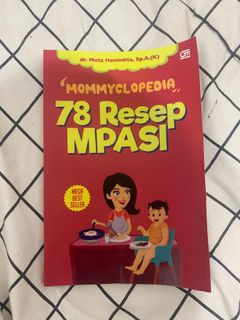 dr. Meta Hanindita, Sp.A.(K)
"MOMMYCLOPEDIA"
78 Resep
MPASI
MEGA
BEST
SELLER